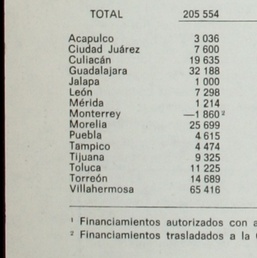 TOTAL 205 554
Acapulco 3 036
Ciudad Juárez 7 600
Culiacán 19 635
Guadalajara 32 188
Jalapa 1 000
León 7 298
Mérida 1 214
Monterrey —1 860²
Morelia 25 699
Puebla 4 615
Tampico 4 474
Tijuana 9 325
Toluca 11 225
Torreón 14 689
Villahermosa 65 416
¹ Financiamientos autorizados con
² Financiamientos trasladados a la